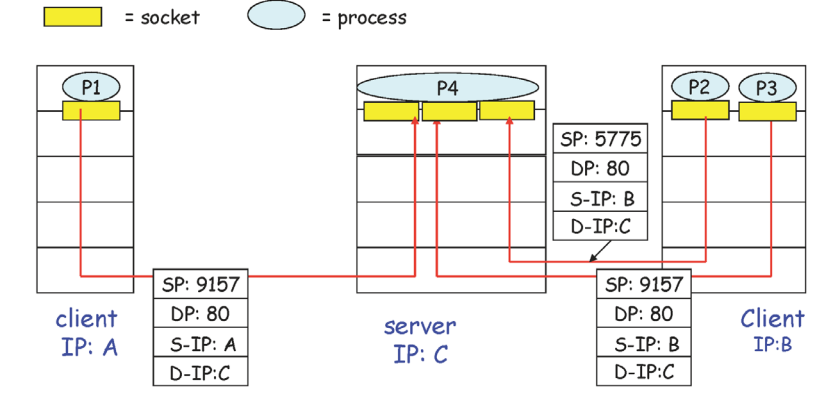 = socket
= process
P1
P4
P2
P3
SP: 5775
DP: 80
S-IP: B
D-IP:C
SP: 9157
DP: 80
S-IP: A
D-IP:C
SP: 9157
DP: 80
S-IP: B
D-IP:C
client
IP: A
server
IP: C
Client
IP:B